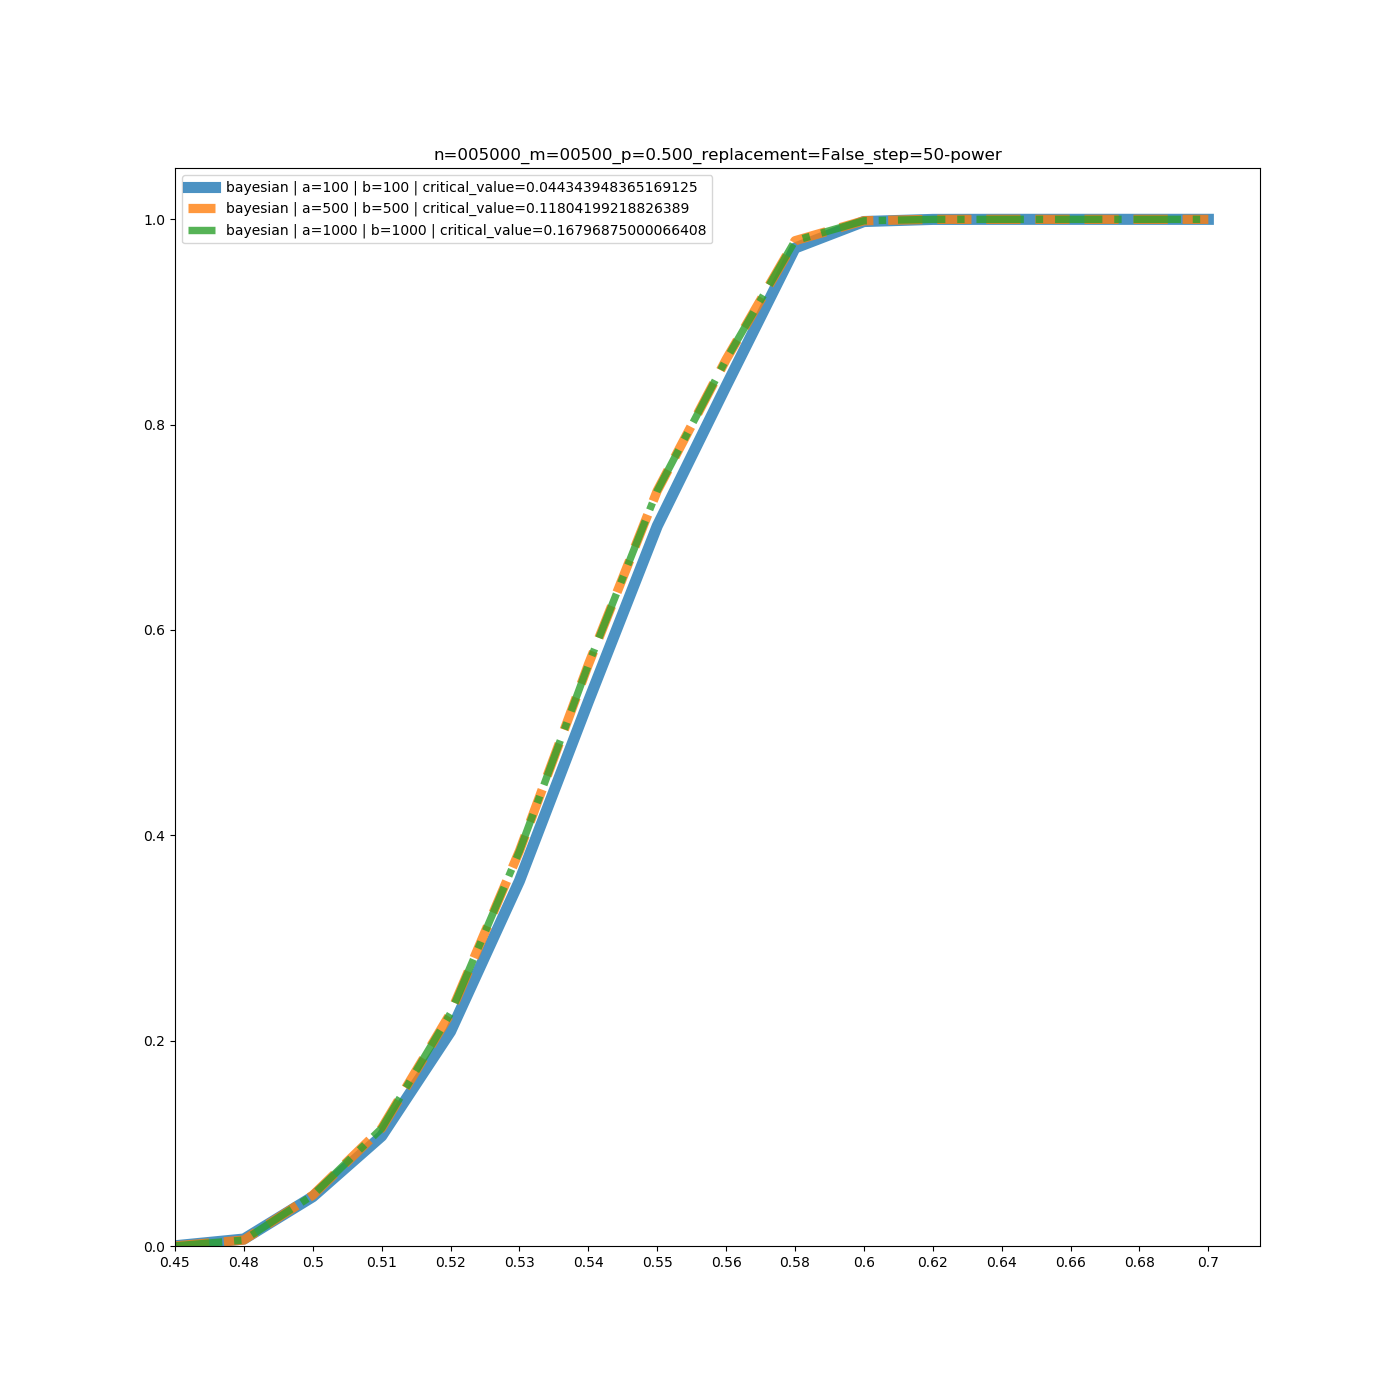 n=005000_m=00500_p=0.500_replacement=False_step=50-power
bayesian | a=100 | b=100 | critical_value=0.044343948365169125
bayesian | a=500 | b=500 | critical_value=0.11804199218826389
bayesian | a=1000 | b=1000 | critical_value=0.16796875000066408
1.0
0.8
0.6
0.4
0.2
0.0
0.45 0.48 0.5 0.51 0.52 0.53 0.54 0.55 0.56 0.58 0.6 0.62 0.64 0.66 0.68 0.7